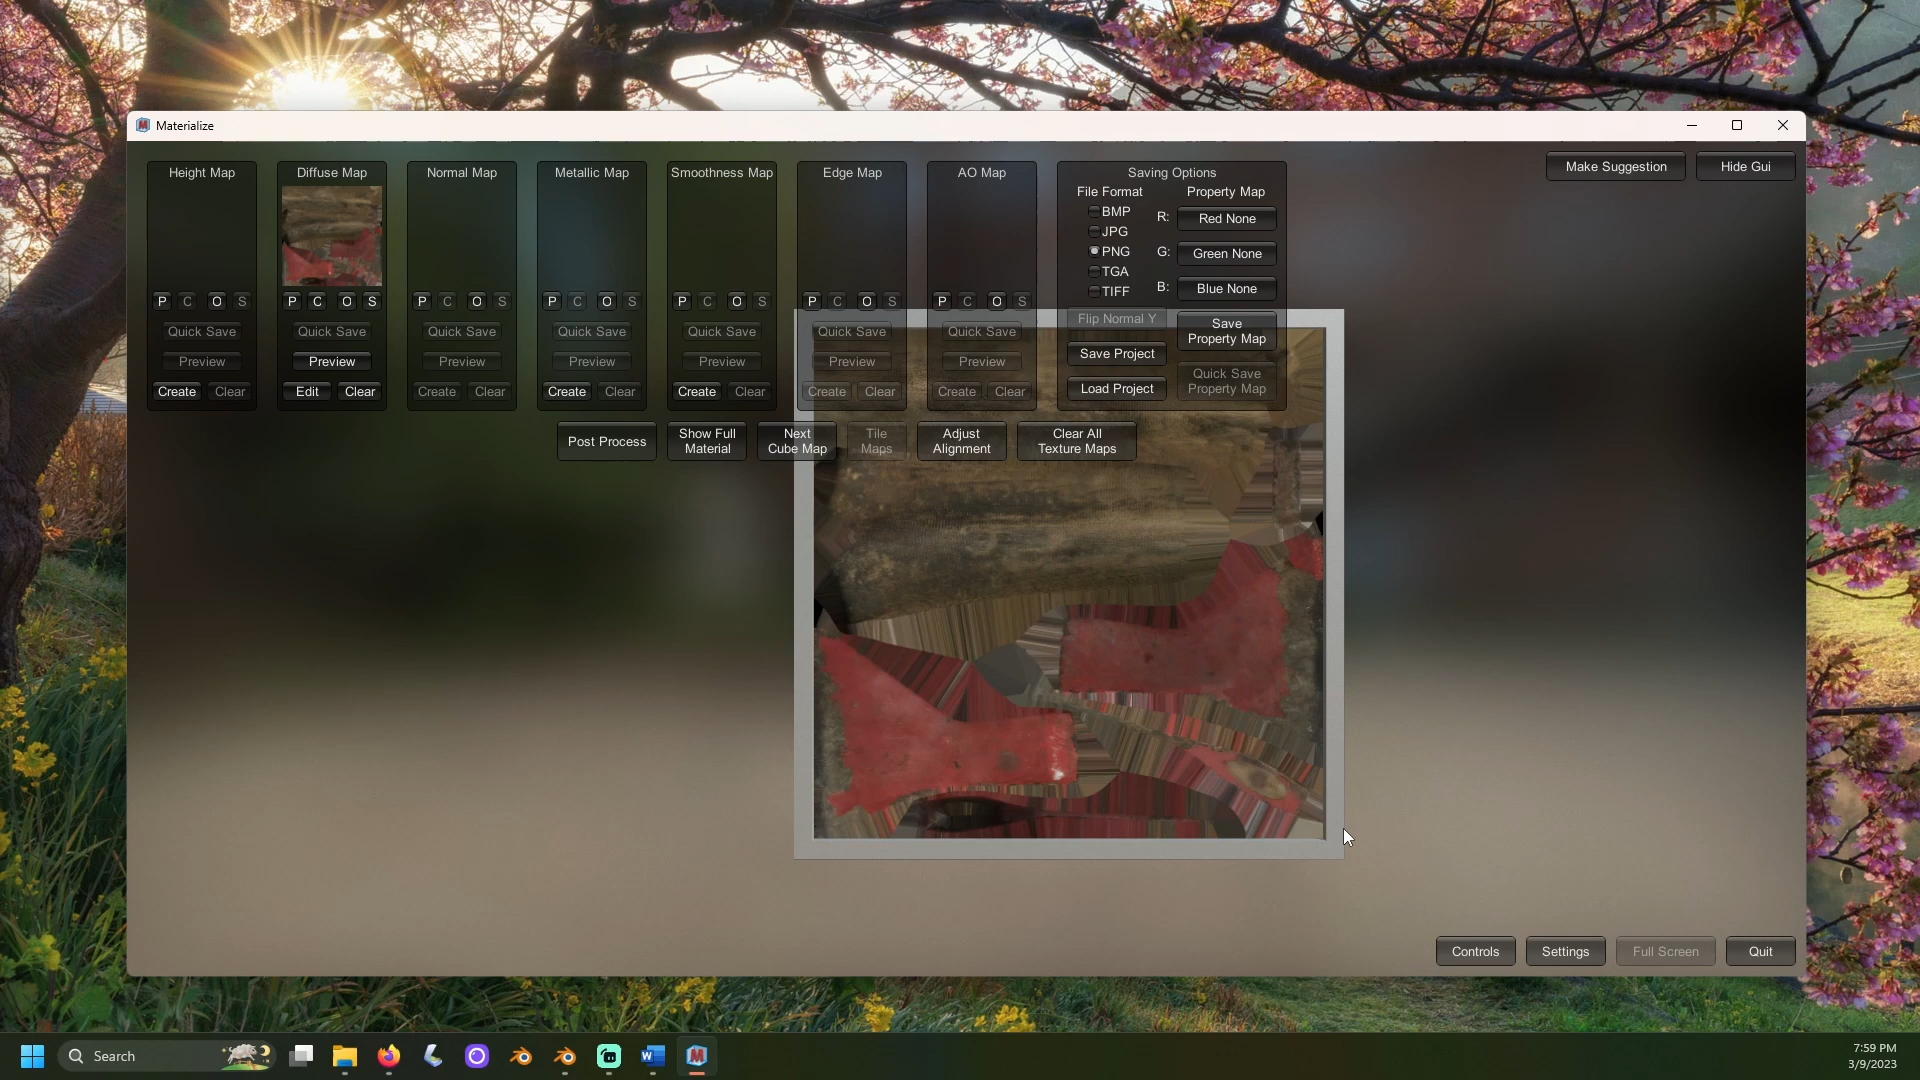 Materialize
Make Suggestion
Hide Gui
Height Map
P C O S
Quick Save
Preview
Create Clear
Diffuse Map
P C O S
Quick Save
Preview
Edit Clear
Normal Map
P C O S
Quick Save
Preview
Create Clear
Metallic Map
P C O S
Quick Save
Preview
Create Clear
Smoothness Map
P C O S
Quick Save
Preview
Create Clear
Edge Map
P C O S
Quick Save
Preview
Create Clear
AO Map
P C O S
Quick Save
Preview
Create Clear
Saving Options
File Format
BMP
JPG
PNG
TGA
TIFF
Flip Normal Y
Save Project
Load Project
Property Map
R: Red None
G: Green None
B: Blue None
Save
Property Map
Quick Save
Property Map
Post Process
Show Full
Material
Next
Cube Map
Tile
Maps
Adjust
Alignment
Clear All
Texture Maps
Controls
Settings
Full Screen
Quit
Search
7:59 PM
3/9/2023